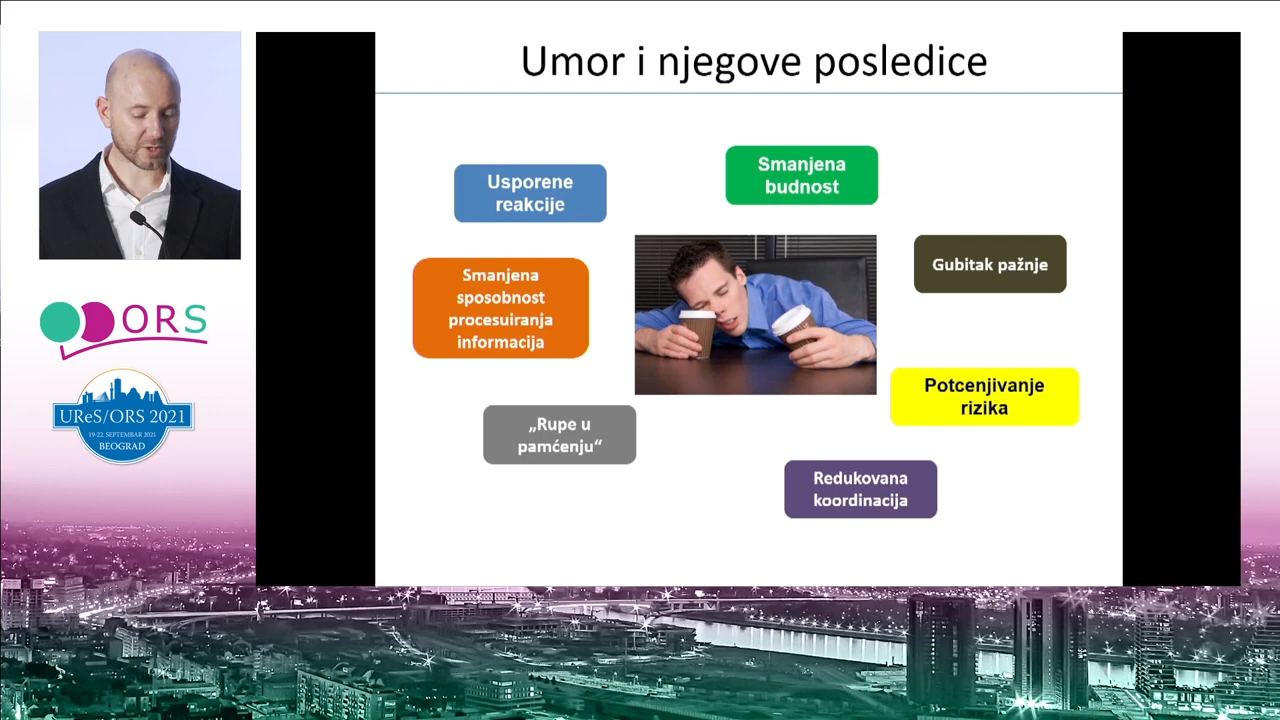 Umor i njegove posledice
Usporene
reakcije
Smanjena
budnost
Smanjena
sposobnost
procesuiranja
informacija
Gubitak pažnje
Potcenjivanje
rizika
„Rupe u
pamćenju“
Redukovana
koordinacija
ORS
UReS/ORS 2021
19-22. SEPTEMBAR 2021
BEOGRAD